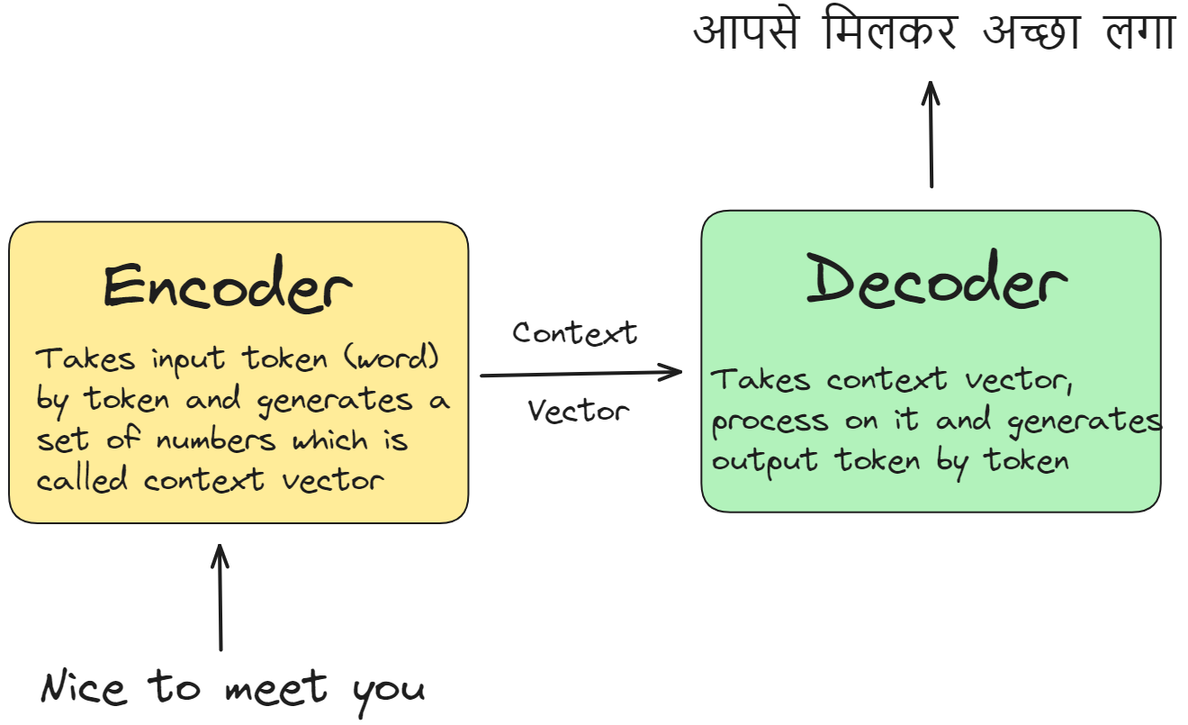 आपसे मिलकर अच्छा लगा
Encoder
Takes input token (word)
by token and generates a
set of numbers which is
called context vector
Context
Vector
Decoder
Takes context vector,
process on it and generates
output token by token
Nice to meet you